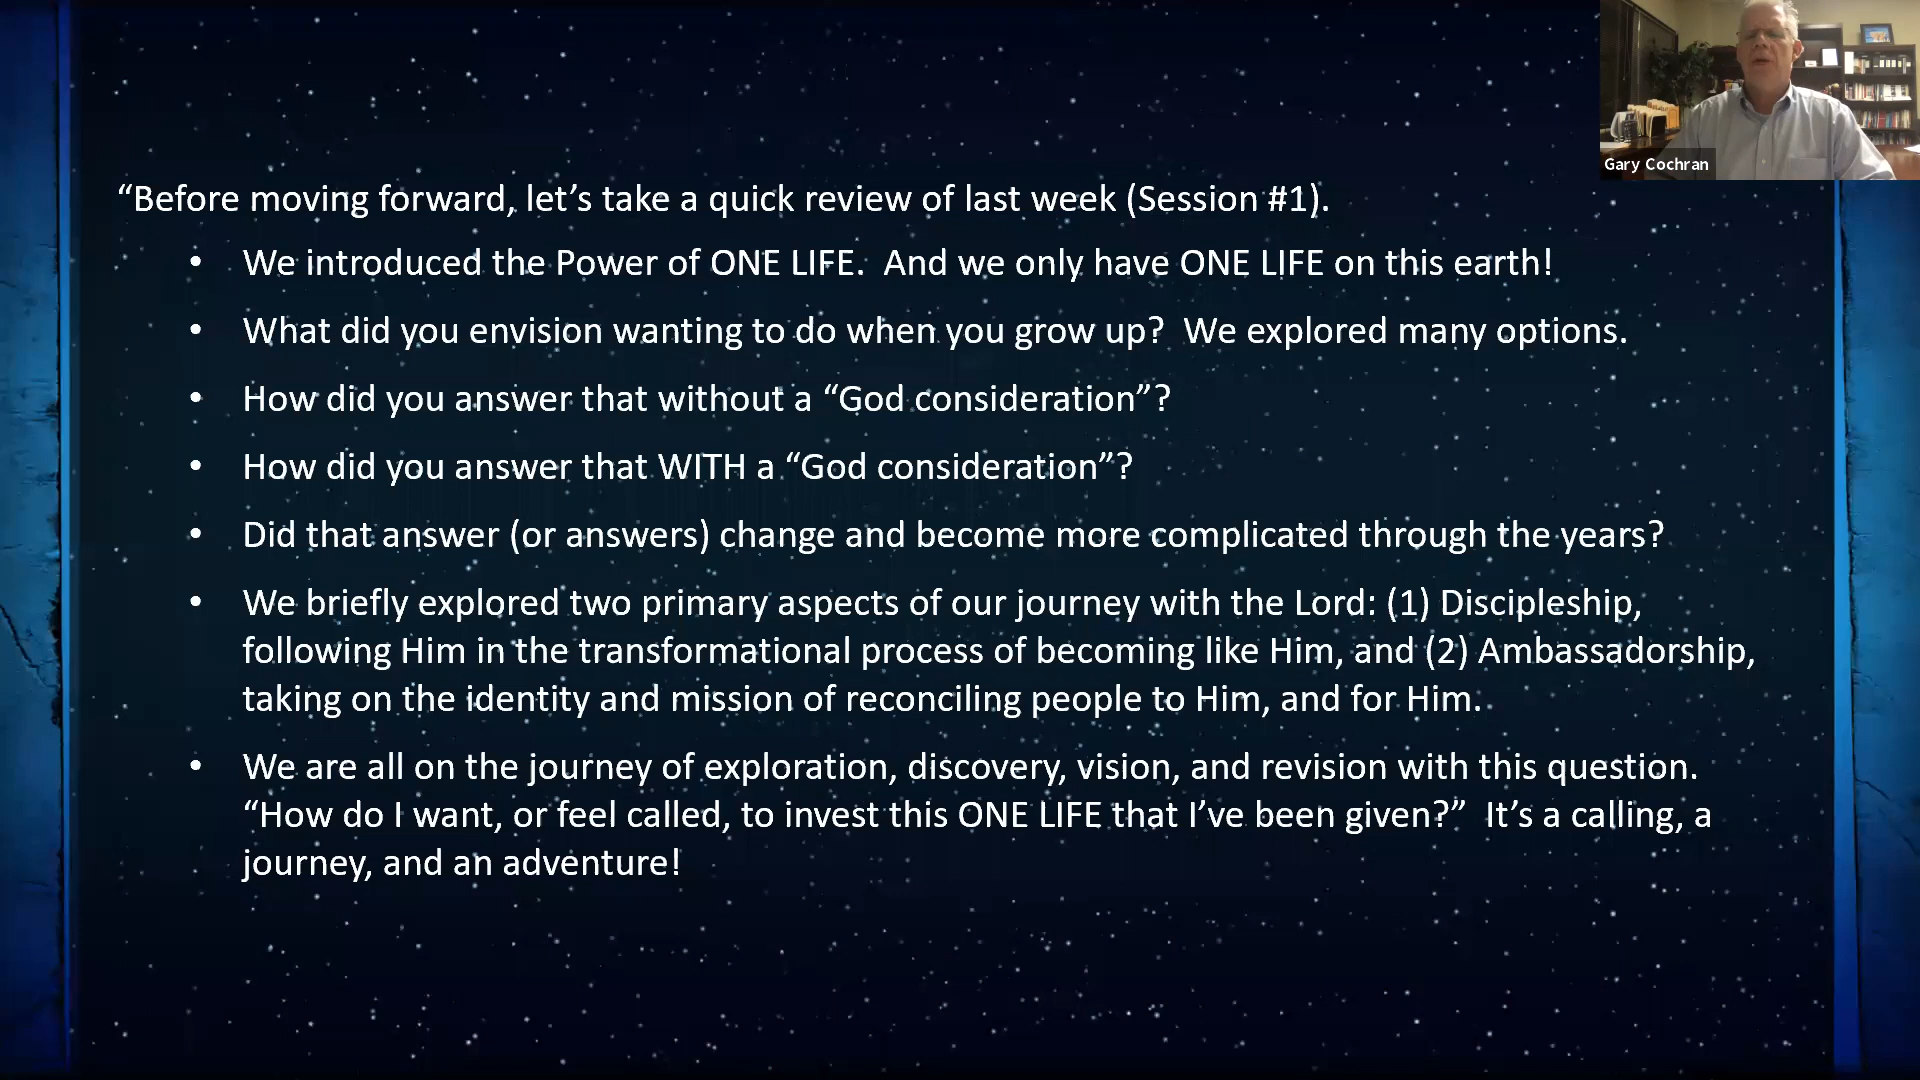 Gary Cochran
“Before moving forward, let’s take a quick review of last week (Session #1).
• We introduced the Power of ONE LIFE.  And we only have ONE LIFE on this earth!
• What did you envision wanting to do when you grow up?  We explored many options.
• How did you answer that without a “God consideration”?
• How did you answer that WITH a “God consideration”?
• Did that answer (or answers) change and become more complicated through the years?
• We briefly explored two primary aspects of our journey with the Lord: (1) Discipleship,
following Him in the transformational process of becoming like Him, and (2) Ambassadorship,
taking on the identity and mission of reconciling people to Him, and for Him.
• We are all on the journey of exploration, discovery, vision, and revision with this question.
“How do I want, or feel called, to invest this ONE LIFE that I’ve been given?”  It’s a calling, a
journey, and an adventure!